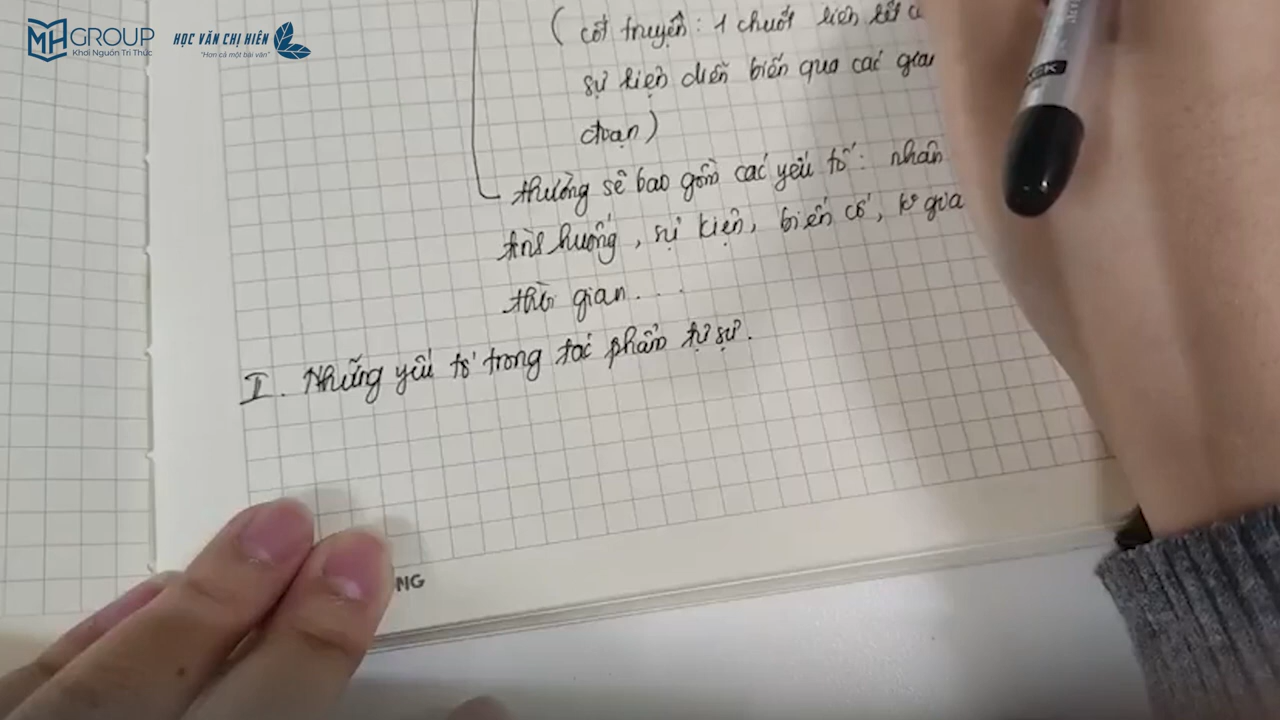 MH GROUP
Khơi Nguồn Tri Thức
HỌC VĂN CHỊ HIÊN
"Hơn cả một bài văn"
( cốt truyện : 1 chuỗi liên kết
sự kiện diễn biến qua các giai
đoạn )
thường sẽ bao gồm các yếu tố : nhân
tình huống , sự kiện, biến cố, k° gia
thời gian . . .
I. Những yếu tố trong tác phẩm tự sự.
NG